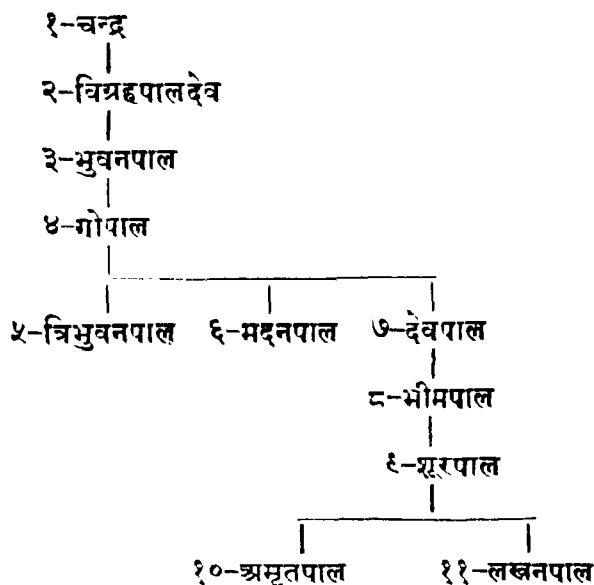 १-चन्द्र
२-विग्रहपालदेव
३-भुवनपाल
४-गोपाल
५-त्रिभुवनपाल ६-मदनपाल ७-देवपाल
८-भीमपाल
९-शूरपाल
१०-अमृतपाल ११-लखनपाल